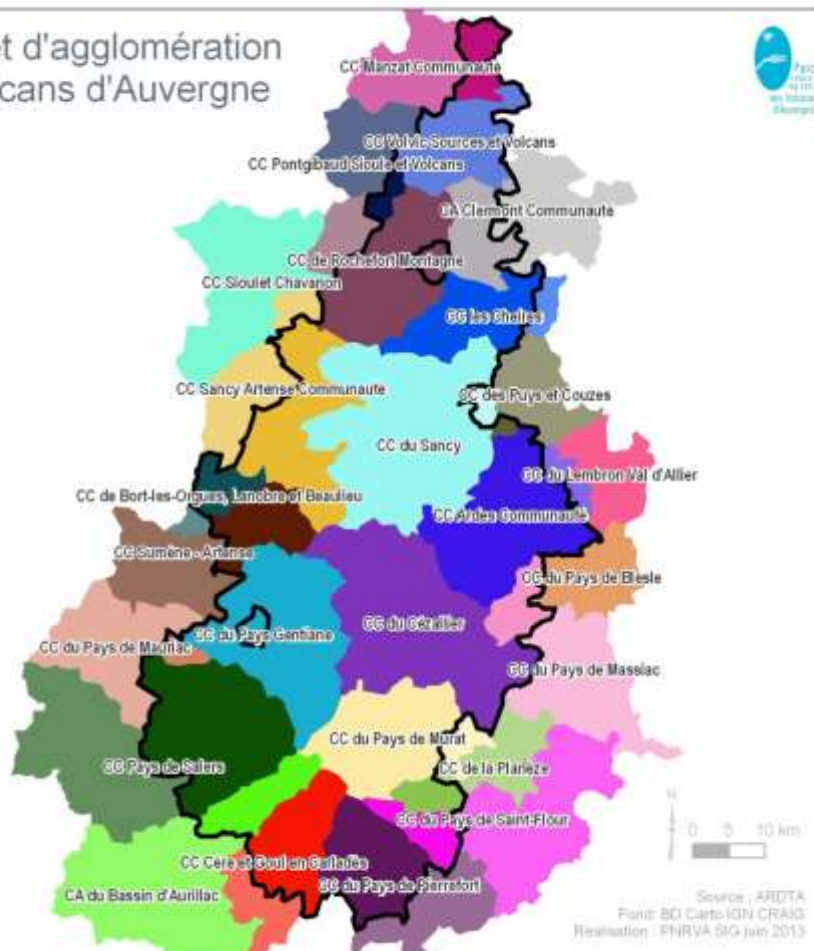 et d'agglomération
cans d'Auvergne
CC Manzat Communauté
CC Volvic Sources et Volcans
CC Pontgibaud Sioule et Volcans
CA Clermont Communauté
CC de Rochefort Montagne
CC Sioulet Chavanon
CC les Cheires
CC Sancy Artense Communauté
CC des Puys et Couzes
CC du Sancy
CC du Lembron Val d'Allier
CC de Bort-les-Orgues, Lanobre et Beaulieu
CC Ardes Communauté
CC Sumène - Artense
CC du Pays de Blesle
CC du Pays Gentiane
CC du Cézallier
CC du Pays de Mauriac
CC du Pays de Massiac
CC du Pays de Murat
CC Pays de Salers
CC de la Planèze
CC du Pays de Saint-Flour
CC Cère et Goul en Carladès
CC du Pays de Pierrefort
CA du Bassin d'Aurillac
N
0 5 10 km
Source : ARDTA
Fond: BD Carto IGN CRAIG
Réalisation : PNRVA SIG juin 2013